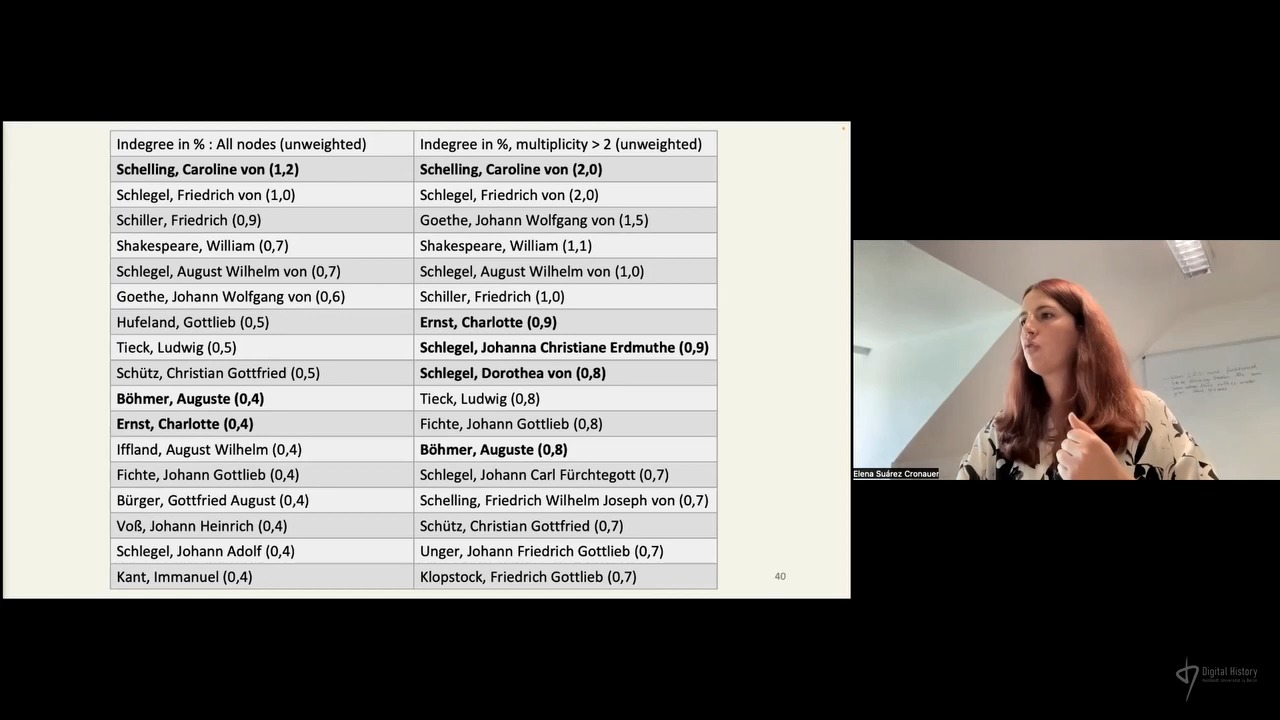 Indegree in % : All nodes (unweighted) Indegree in %, multiplicity > 2 (unweighted)
Schelling, Caroline von (1,2) Schelling, Caroline von (2,0)
Schlegel, Friedrich von (1,0) Schlegel, Friedrich von (2,0)
Schiller, Friedrich (0,9) Goethe, Johann Wolfgang von (1,5)
Shakespeare, William (0,7) Shakespeare, William (1,1)
Schlegel, August Wilhelm von (0,7) Schlegel, August Wilhelm von (1,0)
Goethe, Johann Wolfgang von (0,6) Schiller, Friedrich (1,0)
Hufeland, Gottlieb (0,5) Ernst, Charlotte (0,9)
Tieck, Ludwig (0,5) Schlegel, Johanna Christiane Erdmuthe (0,9)
Schütz, Christian Gottfried (0,5) Schlegel, Dorothea von (0,8)
Böhmer, Auguste (0,4) Tieck, Ludwig (0,8)
Ernst, Charlotte (0,4) Fichte, Johann Gottlieb (0,8)
Iffland, August Wilhelm (0,4) Böhmer, Auguste (0,8)
Fichte, Johann Gottlieb (0,4) Schlegel, Johann Carl Fürchtegott (0,7)
Bürger, Gottfried August (0,4) Schelling, Friedrich Wilhelm Joseph von (0,7)
Voß, Johann Heinrich (0,4) Schütz, Christian Gottfried (0,7)
Schlegel, Johann Adolf (0,4) Unger, Johann Friedrich Gottlieb (0,7)
Kant, Immanuel (0,4) Klopstock, Friedrich Gottlieb (0,7)
40
Elena Suárez Cronauer
Digital History